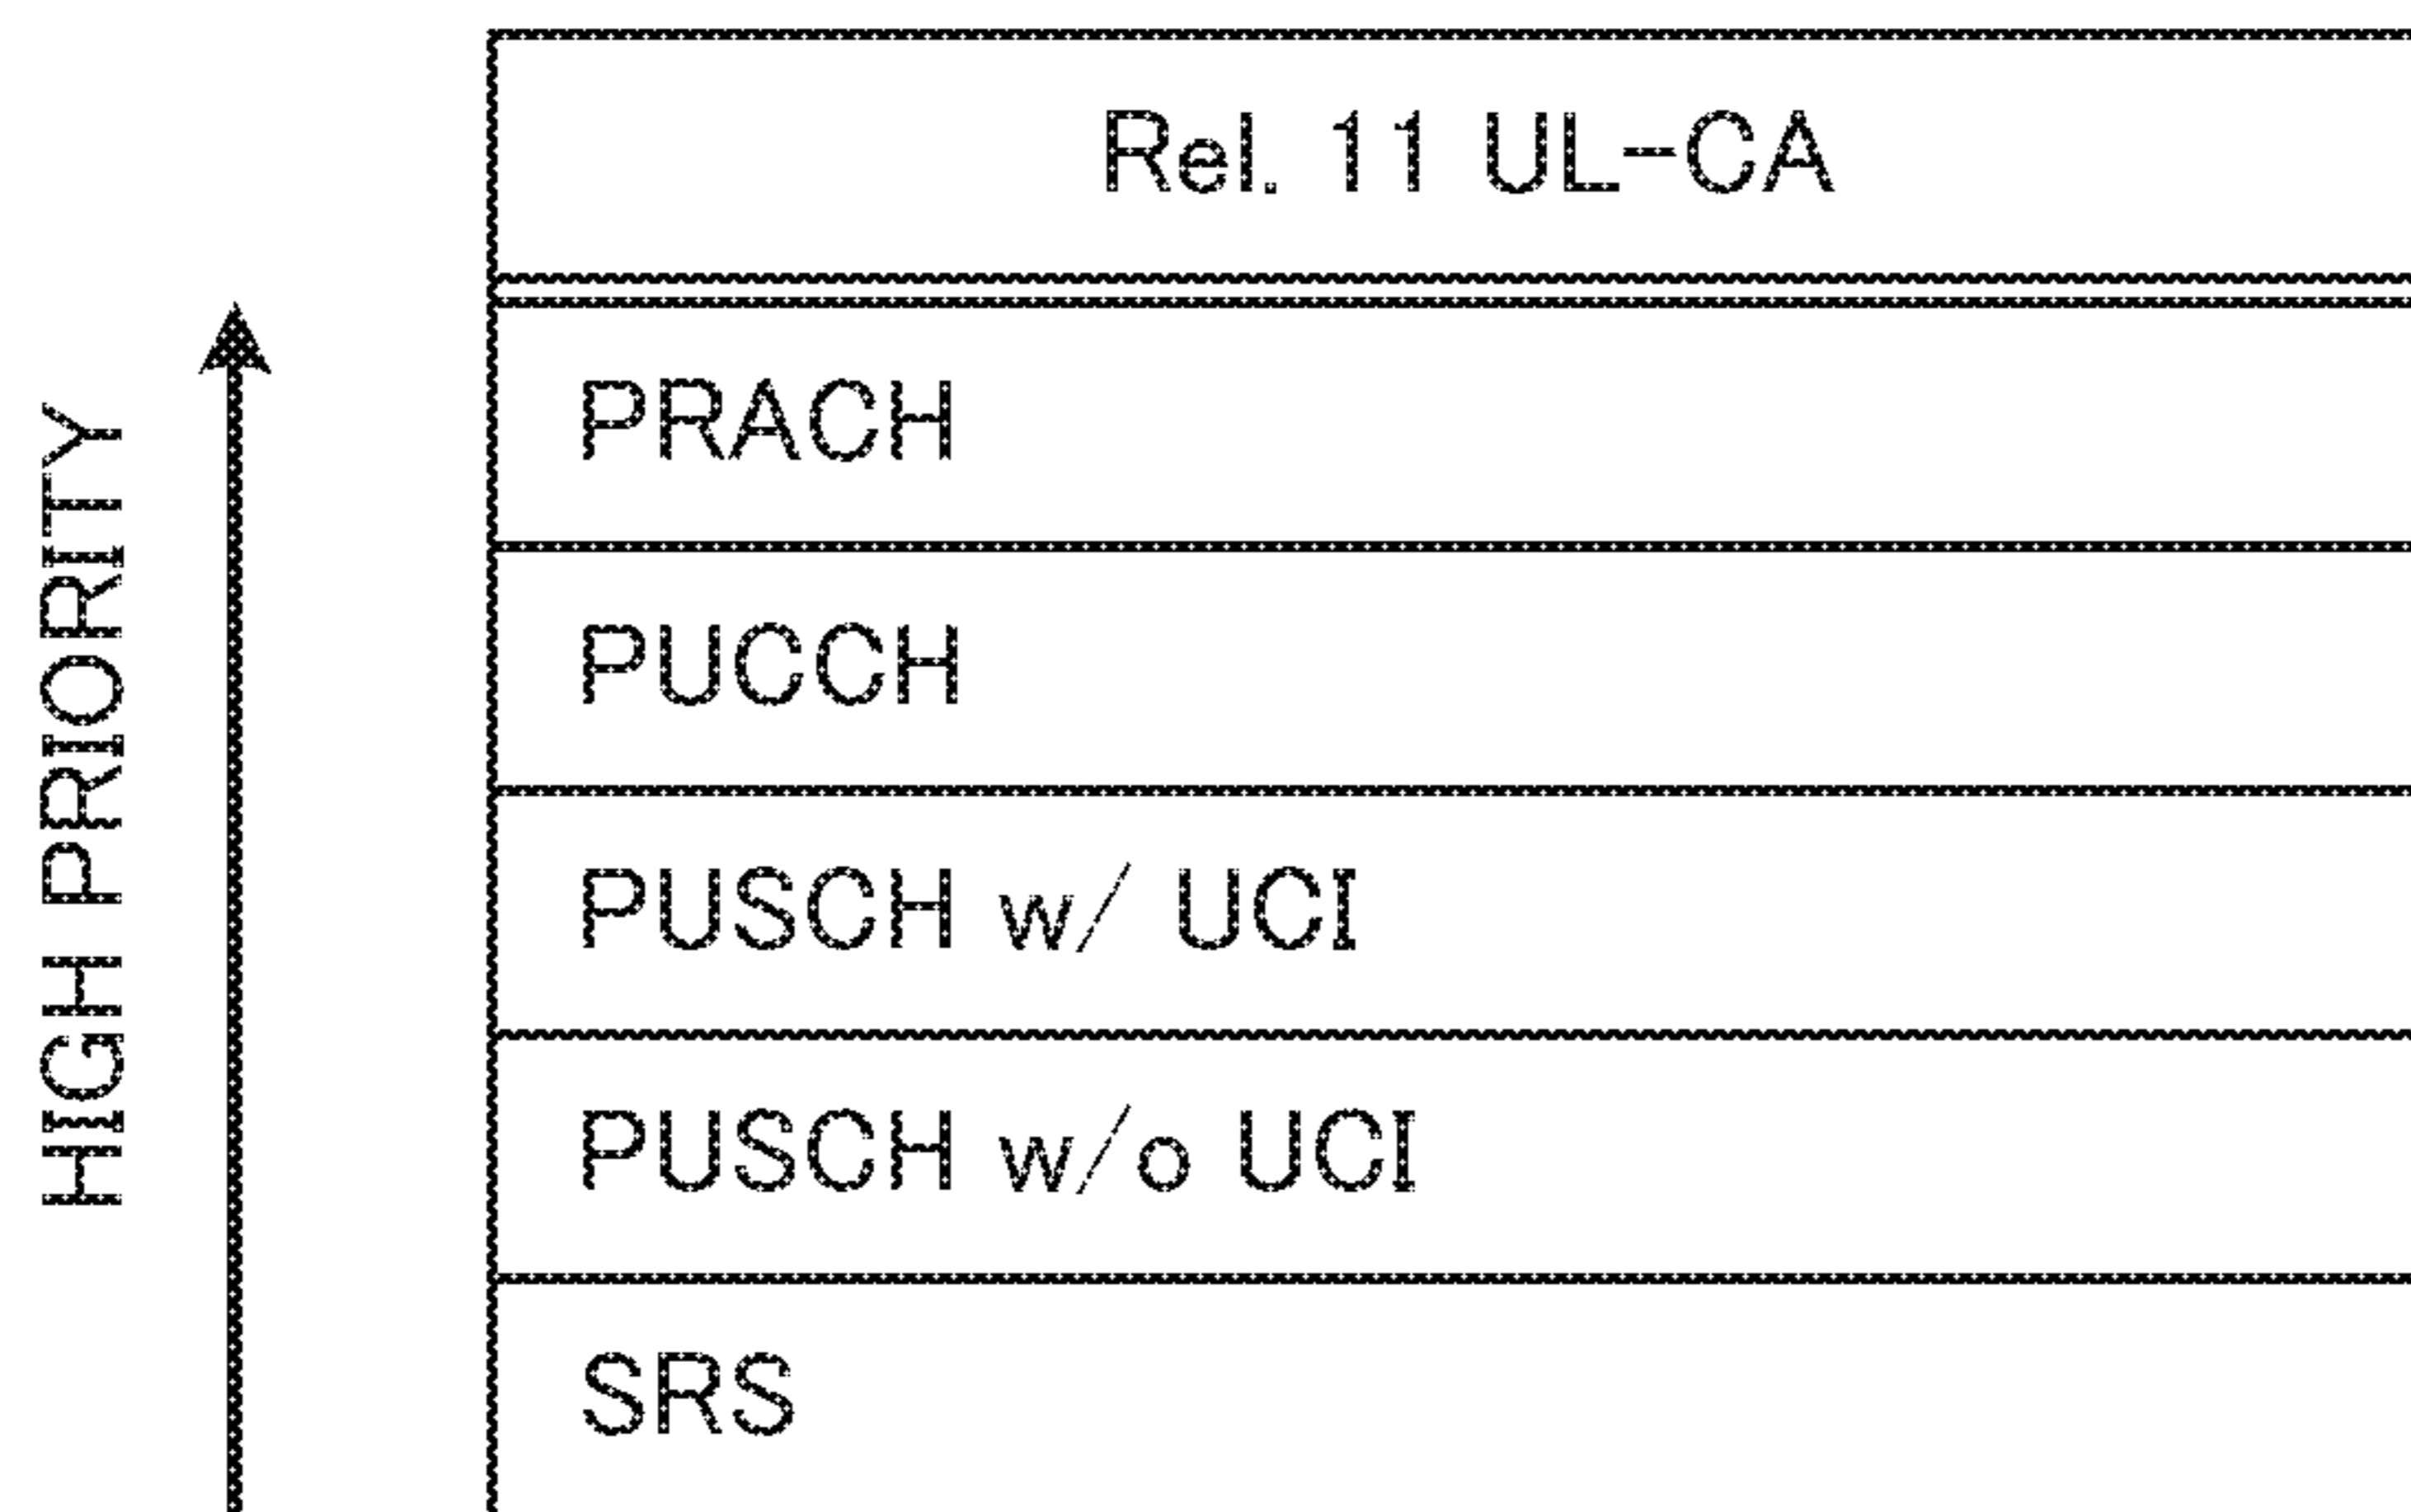 Rel. 11 UL-CA
HIGH PRIORITY
PRACH
PUCCH
PUSCH w/ UCI
PUSCH w/o UCI
SRS